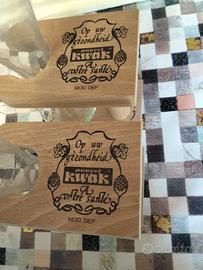 Op uw
gezondheid
pauwel
kwak
A
votre santé
MOD. DEP.
Op uw
gezondheid
pauwel
kwak
A
votre santé
MOD. DEP.